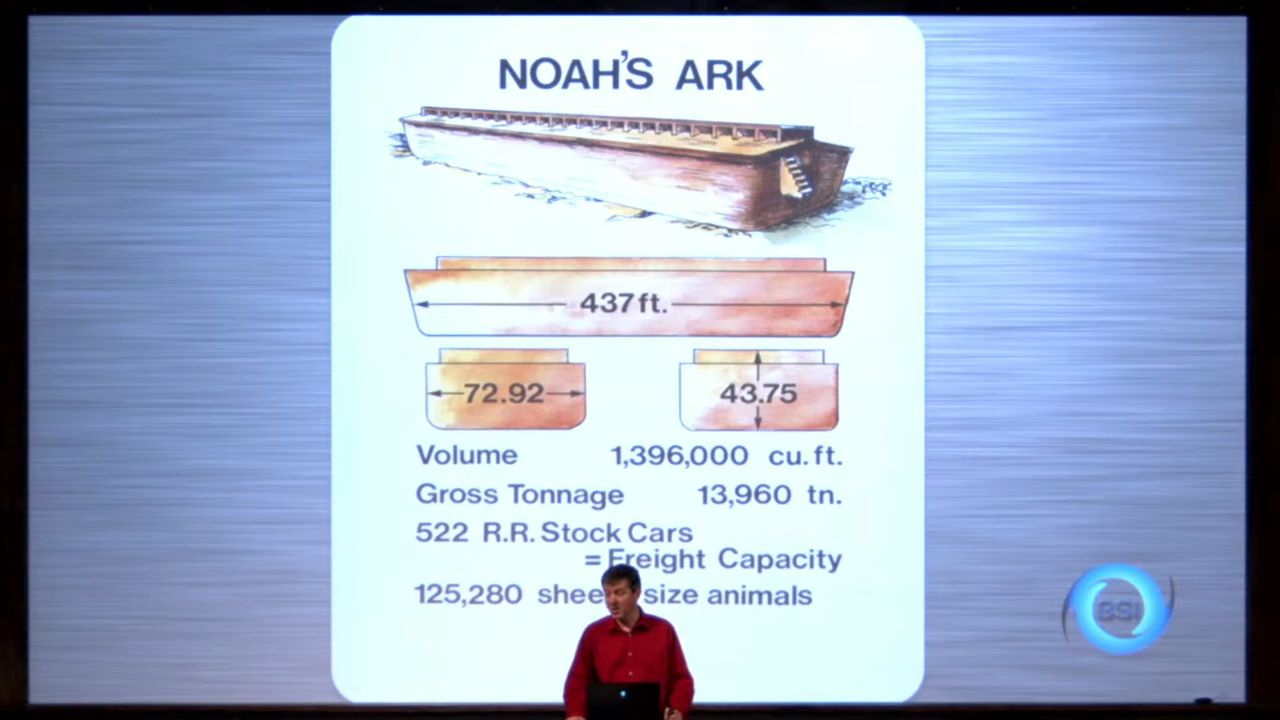 NOAH'S ARK
437 ft.
72.92
43.75
Volume 1,396,000 cu. ft.
Gross Tonnage 13,960 tn.
522 R.R. Stock Cars
= Freight Capacity
125,280 size animals
BSI